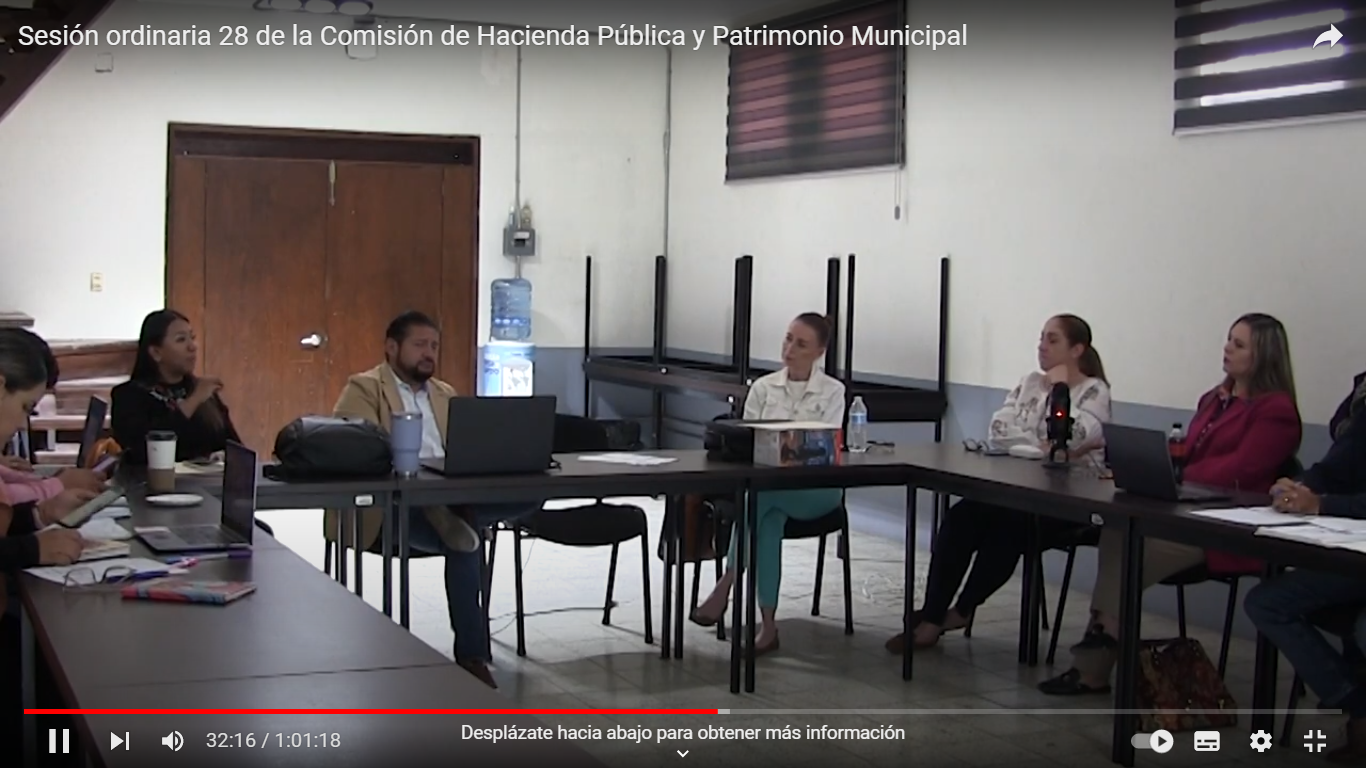 Sesión ordinaria 28 de la Comisión de Hacienda Pública y Patrimonio Municipal
32:16 / 1:01:18
Desplázate hacia abajo para obtener más información